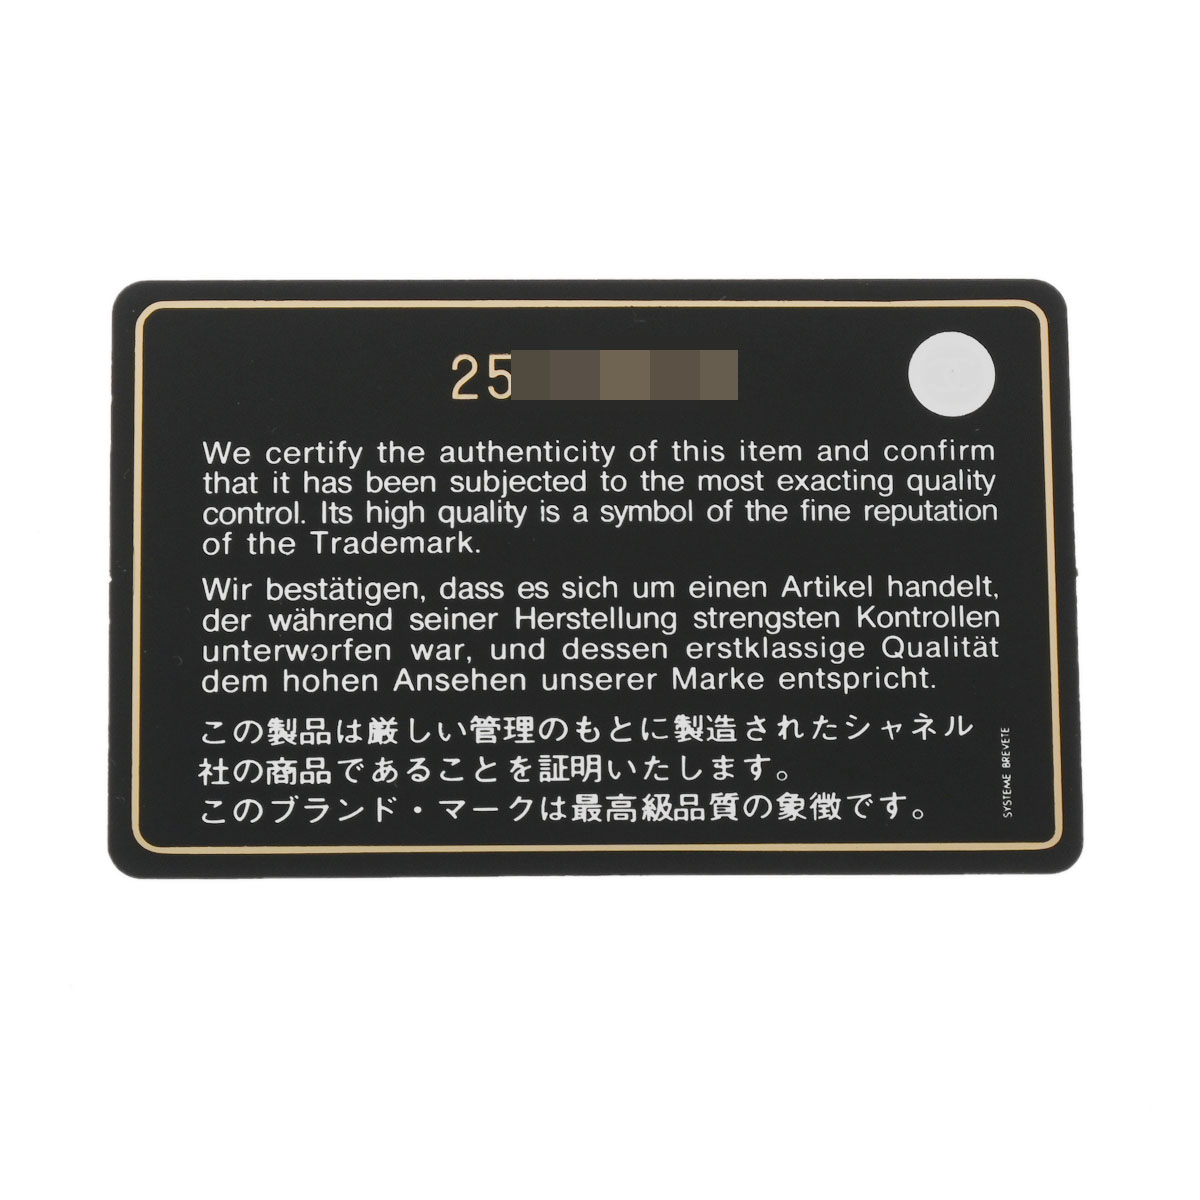 25
We certify the authenticity of this item and confirm
that it has been subjected to the most exacting quality
control. Its high quality is a symbol of the fine reputation
of the Trademark.
Wir bestätigen, dass es sich um einen Artikel handelt,
der während seiner Herstellung strengsten Kontrollen
unterworfen war, und dessen erstklassige Qualität
dem hohen Ansehen unserer Marke entspricht.
この製品は厳しい管理のもとに製造されたシャネル
社の商品であることを証明いたします。
このブランド・マークは最高級品質の象徴です。
SYSTEME BREVETE